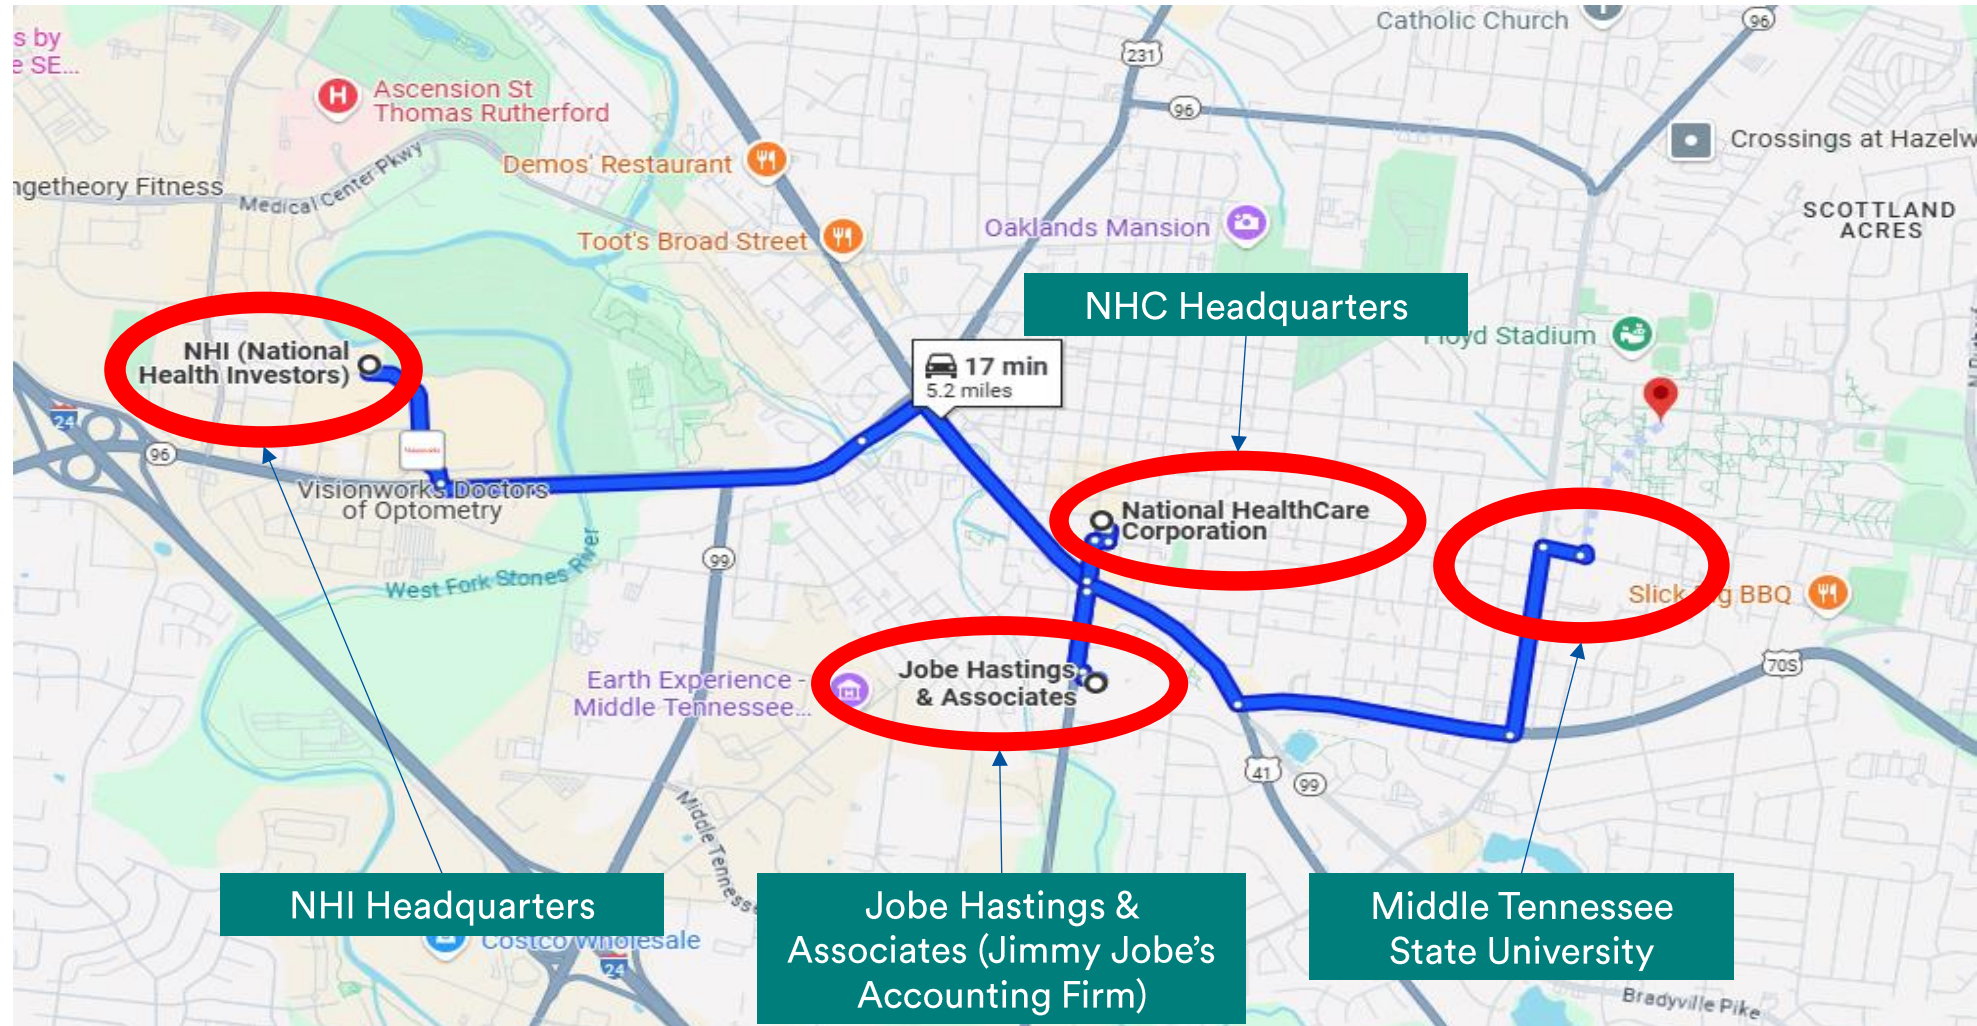 Catholic Church
96
s by
e SE...
231
Ascension St
Thomas Rutherford
96
Crossings at Hazelw
Demos' Restaurant
ngetheory Fitness
Medical Center Pkwy
SCOTTLAND
ACRES
Oaklands Mansion
Toot's Broad Street
NHC Headquarters
Floyd Stadium
NHI (National
Health Investors)
17 min
5.2 miles
24
96
Visionworks Doctors
of Optometry
National HealthCare
Corporation
99
West Fork Stones River
Slick Pig BBQ
Jobe Hastings
& Associates
70S
Earth Experience -
Middle Tennessee...
41
99
Middle Tennesse
NHI Headquarters
Jobe Hastings &
Associates (Jimmy Jobe's
Accounting Firm)
Middle Tennessee
State University
Costco Wholesale
24
Bradyville Pike